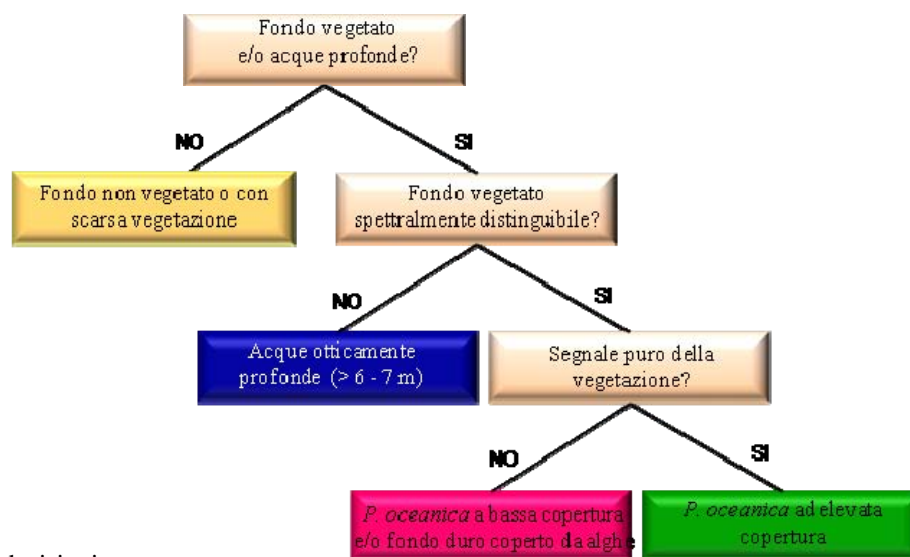 Fondo vegetato
e/o acque profonde?
NO
SI
Fondo non vegetato o con
scarsa vegetazione
Fondo vegetato
spettralmente distinguibile?
NO
SI
Acque otticamente
profonde (> 6 - 7 m)
Segnale puro della
vegetazione?
NO
SI
P. oceanica a bassa copertura
e/o fondo duro coperto da alghe
P. oceanica ad elevata
copertura